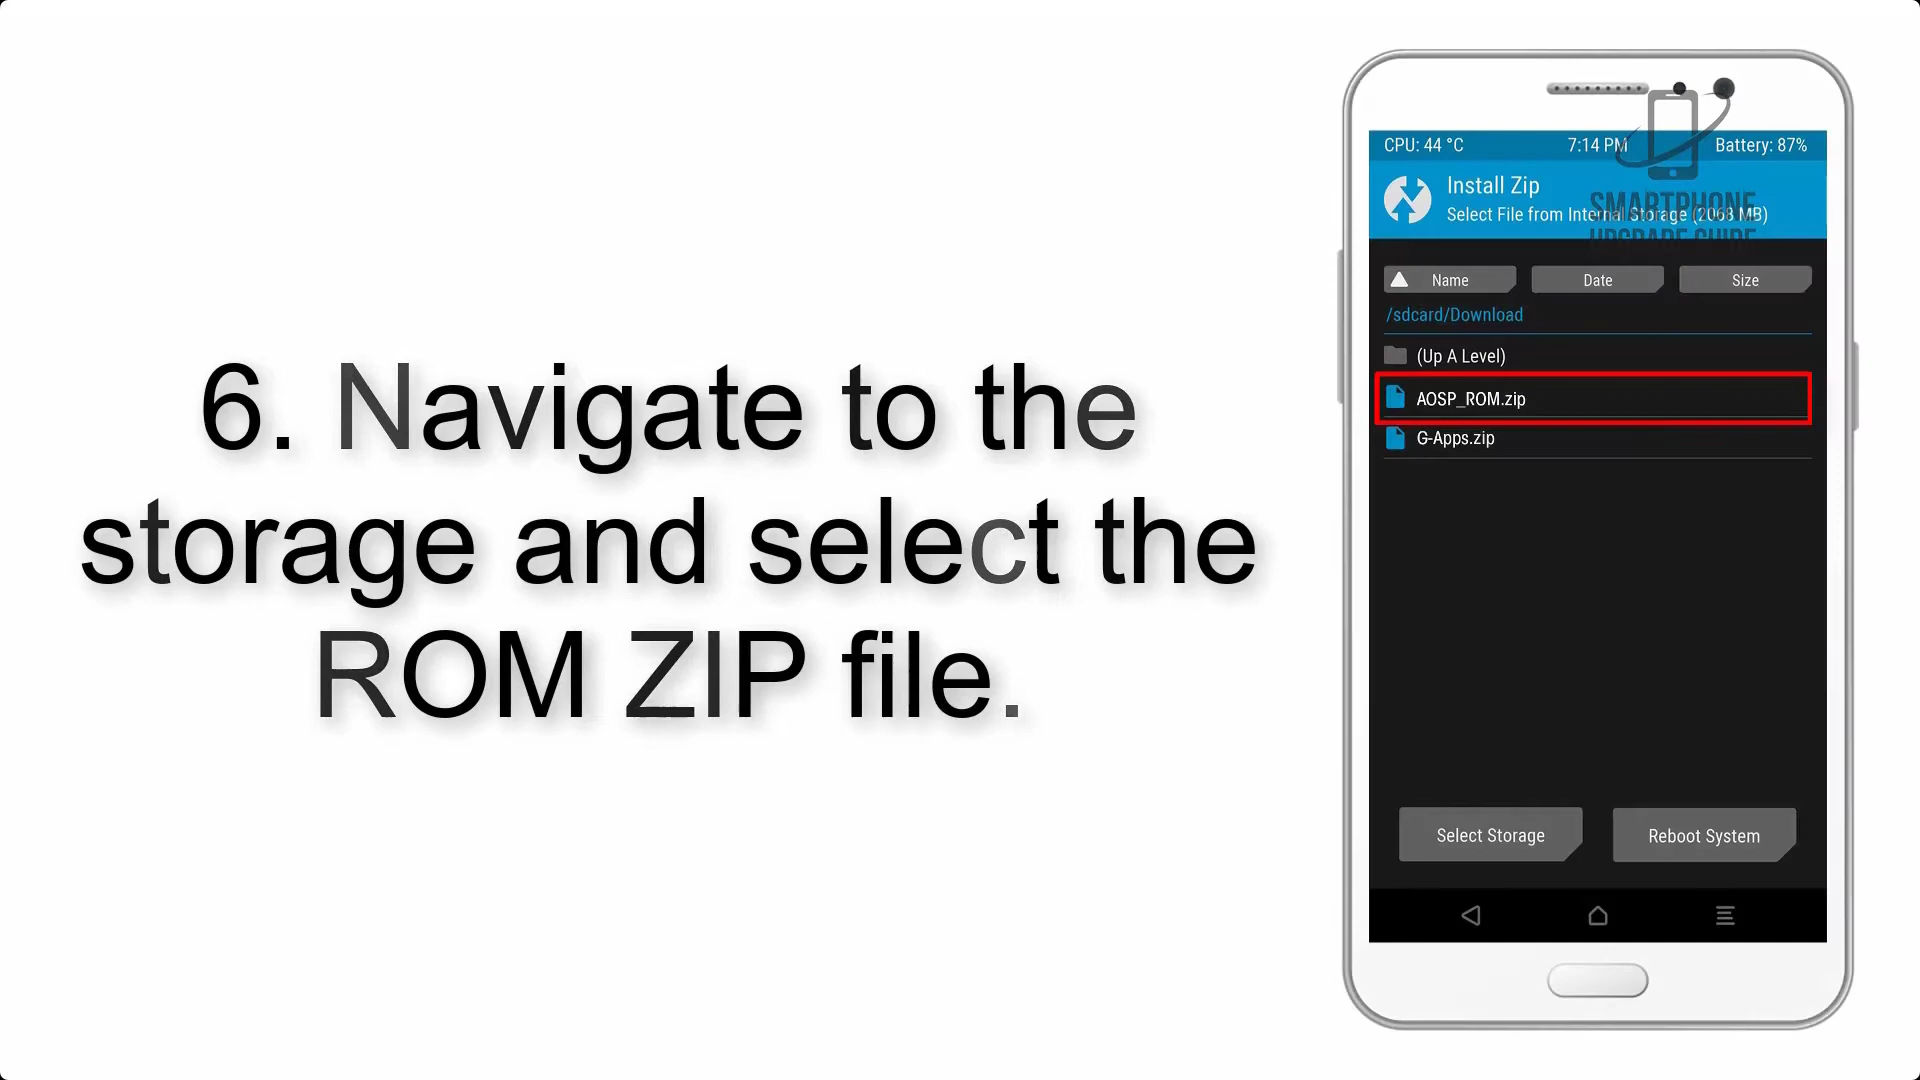 6. Navigate to the
storage and select the
ROM ZIP file.
CPU: 44 °C 7:14 PM Battery: 87%
Install Zip
Select File from Internal Storage (2068 MB)
SMARTPHONE
UPGRADE GUIDE
Name Date Size
/sdcard/Download
(Up A Level)
AOSP_ROM.zip
G-Apps.zip
Select Storage Reboot System